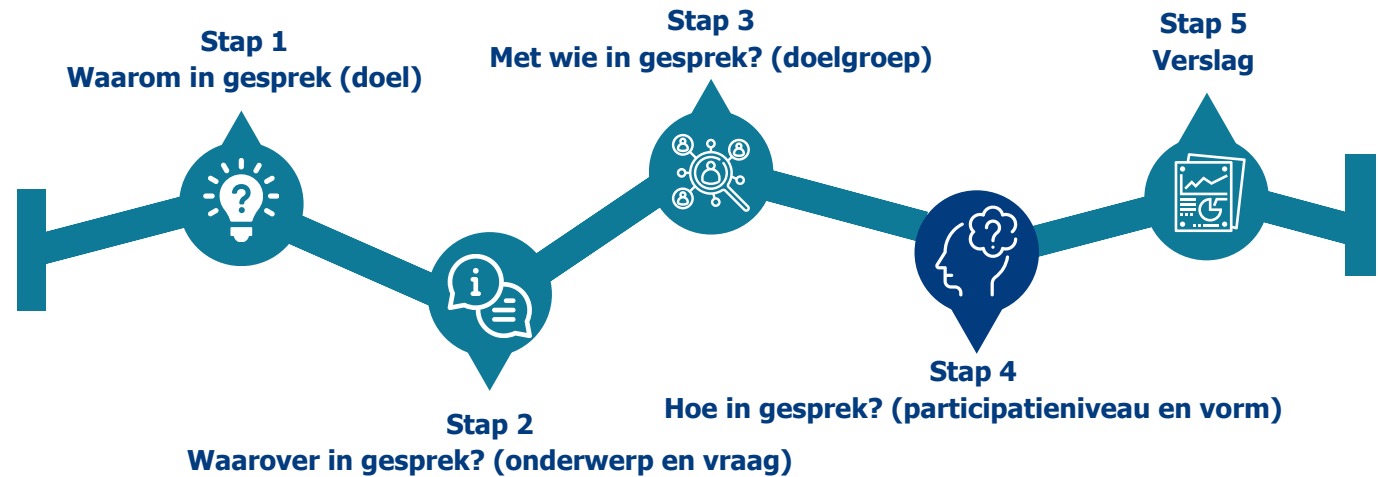 Stap 1
Waarom in gesprek (doel)
Stap 2
Waarover in gesprek? (onderwerp en vraag)
Stap 3
Met wie in gesprek? (doelgroep)
Stap 4
Hoe in gesprek? (participatieniveau en vorm)
Stap 5
Verslag